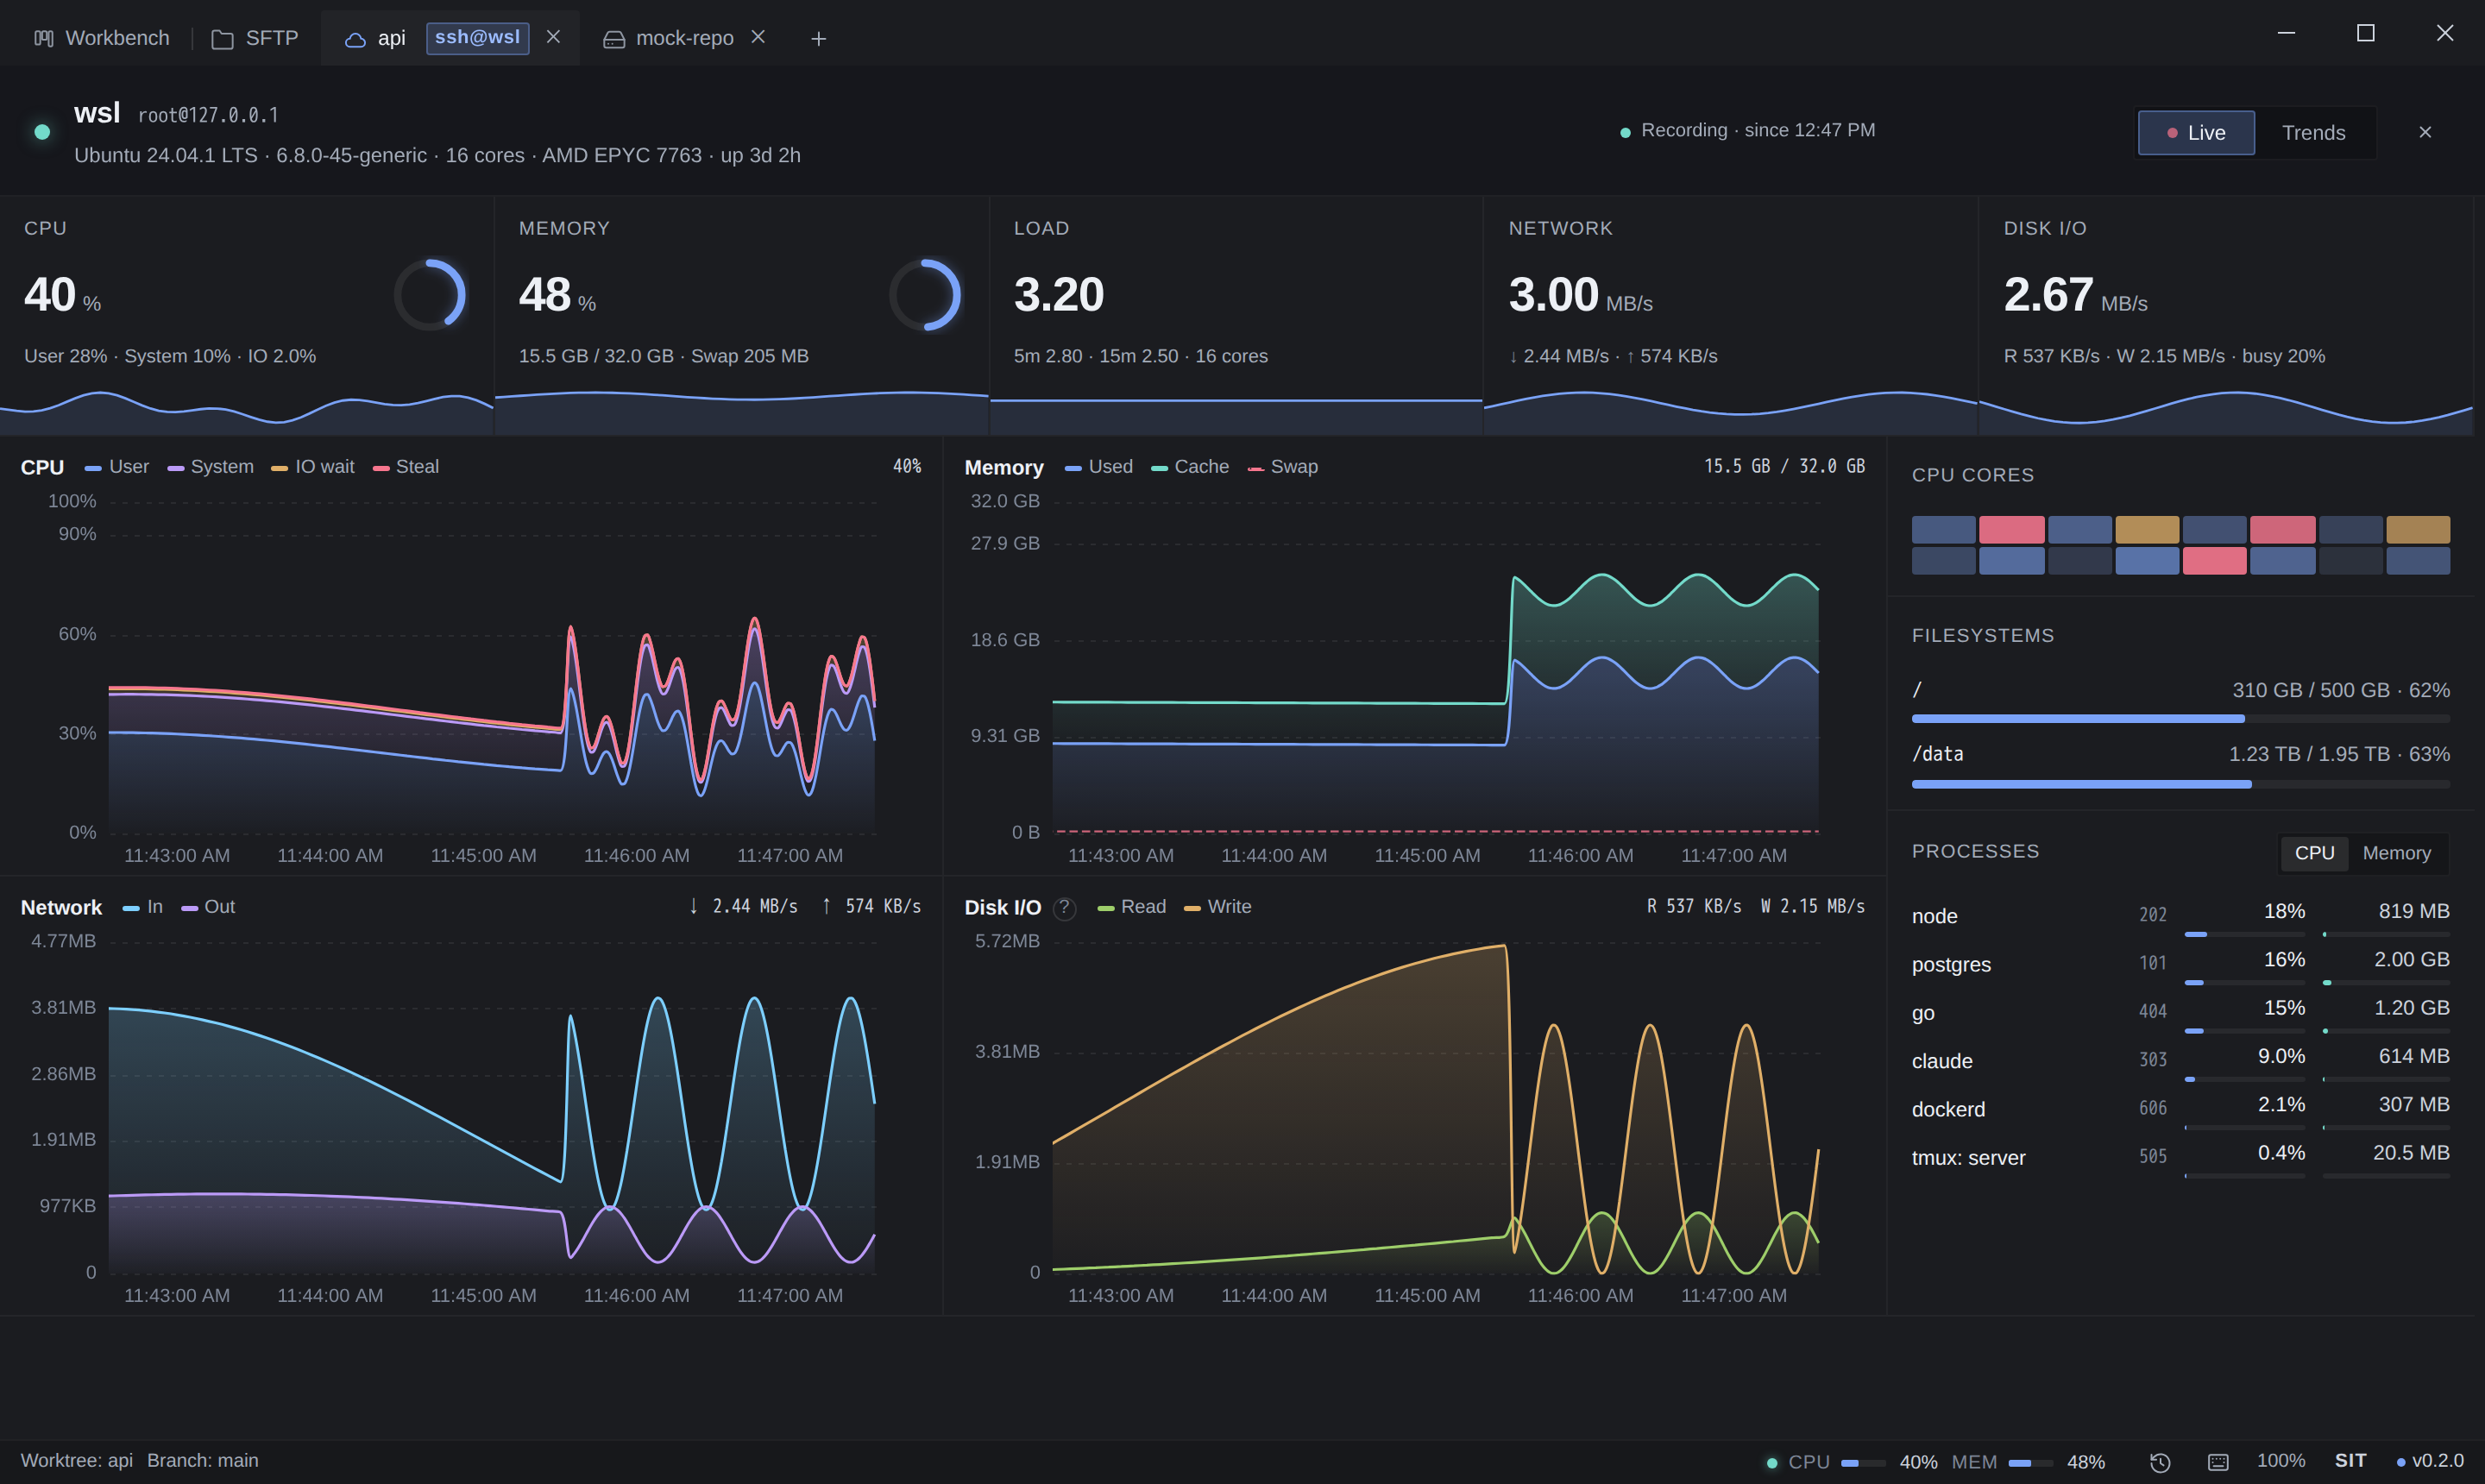 Workbench SFTP api ssh@wsl mock-repo
wsl root@127.0.0.1
Ubuntu 24.04.1 LTS · 6.8.0-45-generic · 16 cores · AMD EPYC 7763 · up 3d 2h
Recording · since 12:47 PM
Live Trends
CPU
40 %
User 28% · System 10% · IO 2.0%
MEMORY
48 %
15.5 GB / 32.0 GB · Swap 205 MB
LOAD
3.20
5m 2.80 · 15m 2.50 · 16 cores
NETWORK
3.00 MB/s
↓ 2.44 MB/s · ↑ 574 KB/s
DISK I/O
2.67 MB/s
R 537 KB/s · W 2.15 MB/s · busy 20%
CPU User System IO wait Steal 40%
100%
90%
60%
30%
0%
11:43:00 AM 11:44:00 AM 11:45:00 AM 11:46:00 AM 11:47:00 AM
Memory Used Cache Swap 15.5 GB / 32.0 GB
32.0 GB
27.9 GB
18.6 GB
9.31 GB
0 B
11:43:00 AM 11:44:00 AM 11:45:00 AM 11:46:00 AM 11:47:00 AM
Network In Out ↓ 2.44 MB/s ↑ 574 KB/s
4.77MB
3.81MB
2.86MB
1.91MB
977KB
0
11:43:00 AM 11:44:00 AM 11:45:00 AM 11:46:00 AM 11:47:00 AM
Disk I/O ? Read Write R 537 KB/s W 2.15 MB/s
5.72MB
3.81MB
1.91MB
0
11:43:00 AM 11:44:00 AM 11:45:00 AM 11:46:00 AM 11:47:00 AM
CPU CORES
FILESYSTEMS
/ 310 GB / 500 GB · 62%
/data 1.23 TB / 1.95 TB · 63%
PROCESSES CPU Memory
node 202 18% 819 MB
postgres 101 16% 2.00 GB
go 404 15% 1.20 GB
claude 303 9.0% 614 MB
dockerd 606 2.1% 307 MB
tmux: server 505 0.4% 20.5 MB
Worktree: api Branch: main
CPU 40% MEM 48% 100% SIT v0.2.0